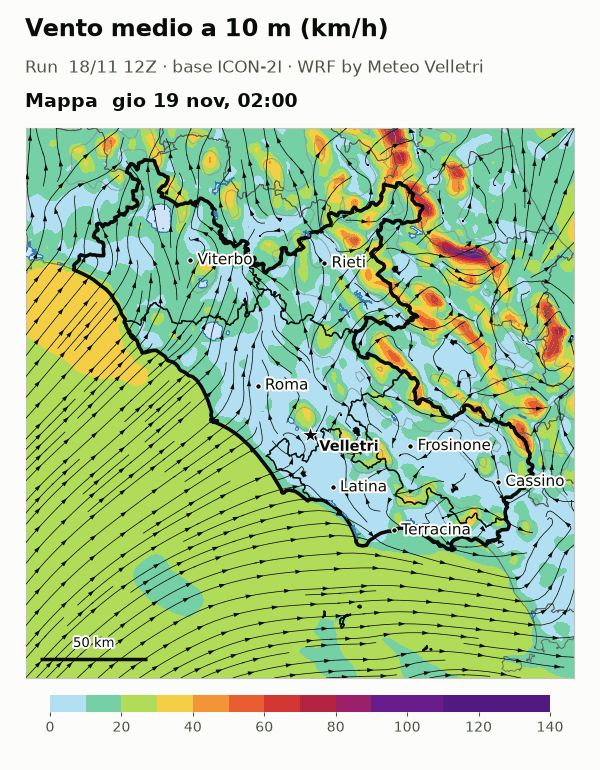 Vento medio a 10 m (km/h)
Run 18/11 12Z · base ICON-2I · WRF by Meteo Velletri
Mappa gio 19 nov, 02:00
Viterbo
Rieti
Roma
Velletri
Frosinone
Cassino
Latina
Terracina
50 km
0 20 40 60 80 100 120 140